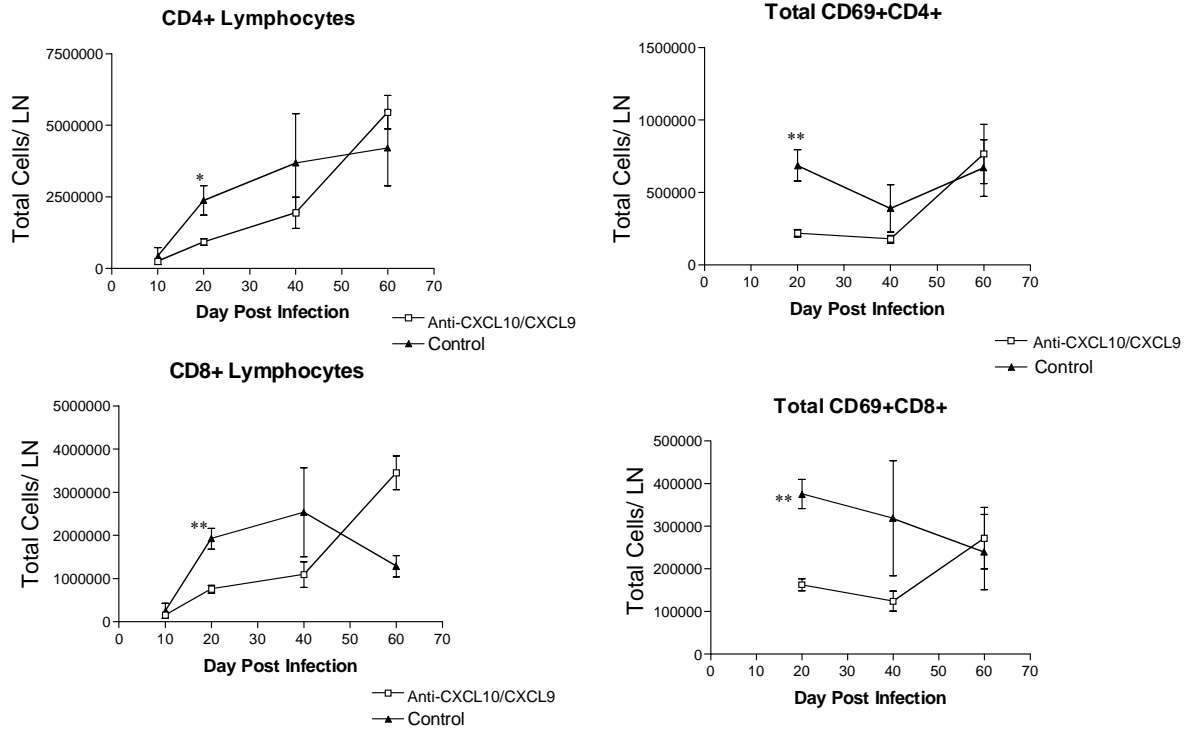 CD4+ Lymphocytes
7500000
5000000
2500000
0
Total Cells/ LN
*
0 10 20 30 40 50 60 70
Day Post Infection
Anti-CXCL10/CXCL9
Control
Total CD69+CD4+
1500000
1000000
500000
0
Total Cells/ LN
**
0 10 20 30 40 50 60 70
Day Post Infection
Anti-CXCL10/CXCL9
Control
CD8+ Lymphocytes
5000000
4000000
3000000
2000000
1000000
0
Total Cells/ LN
**
0 10 20 30 40 50 60 70
Day Post Infection
Anti-CXCL10/CXCL9
Control
Total CD69+CD8+
500000
400000
300000
200000
100000
0
Total Cells/ LN
**
0 10 20 30 40 50 60 70
Day Post Infection